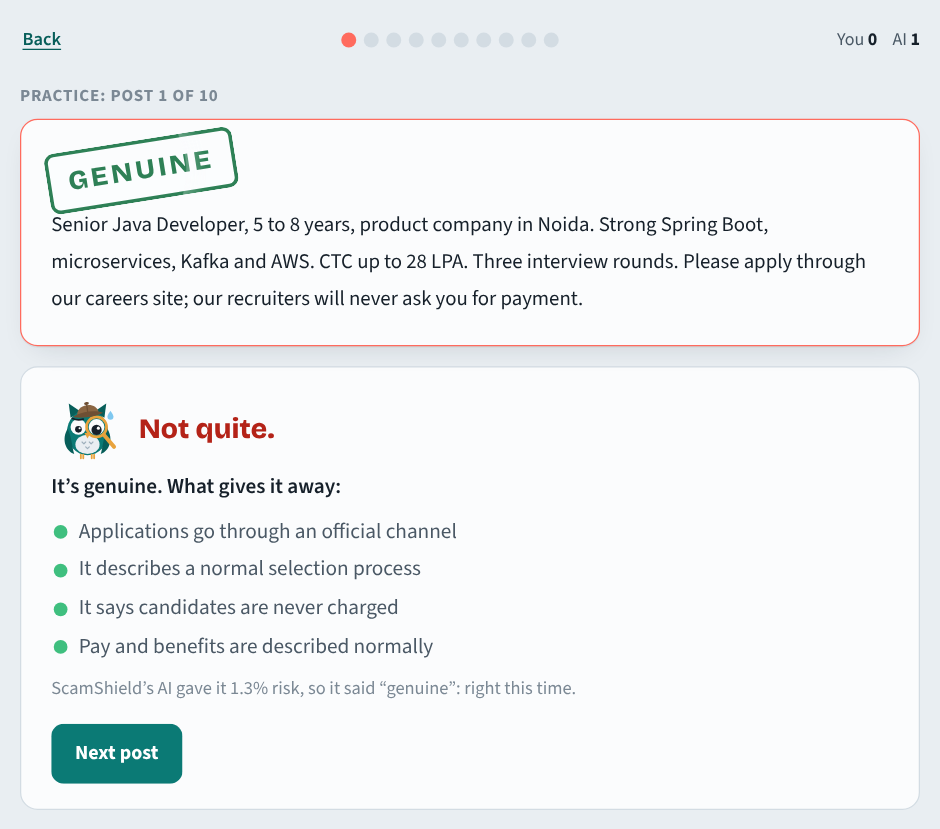 Back
You 0 AI 1
PRACTICE: POST 1 OF 10
GENUINE
Senior Java Developer, 5 to 8 years, product company in Noida. Strong Spring Boot,
microservices, Kafka and AWS. CTC up to 28 LPA. Three interview rounds. Please apply through
our careers site; our recruiters will never ask you for payment.
Not quite.
It’s genuine. What gives it away:
Applications go through an official channel
It describes a normal selection process
It says candidates are never charged
Pay and benefits are described normally
ScamShield’s AI gave it 1.3% risk, so it said “genuine”: right this time.
Next post